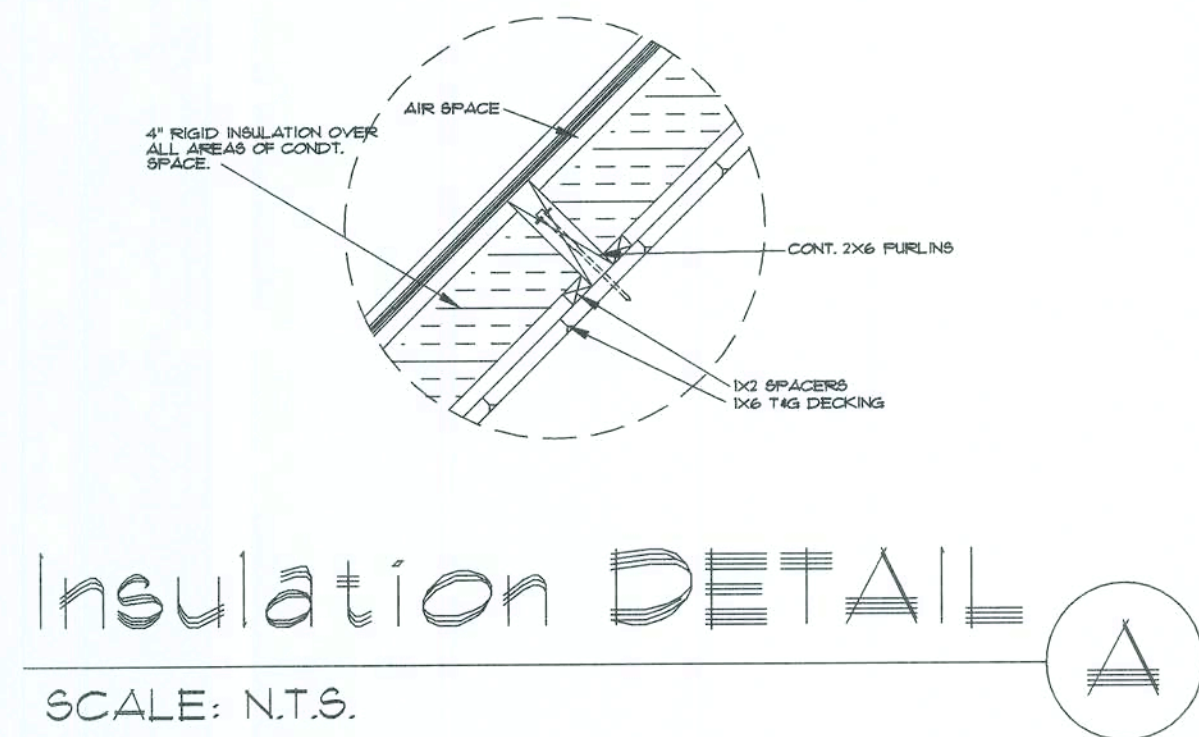 AIR SPACE
4" RIGID INSULATION OVER
ALL AREAS OF CONDT.
SPACE.
CONT. 2X6 PURLINS
1X2 SPACERS
1X6 T&G DECKING
Insulation DETAIL
A
SCALE: N.T.S.